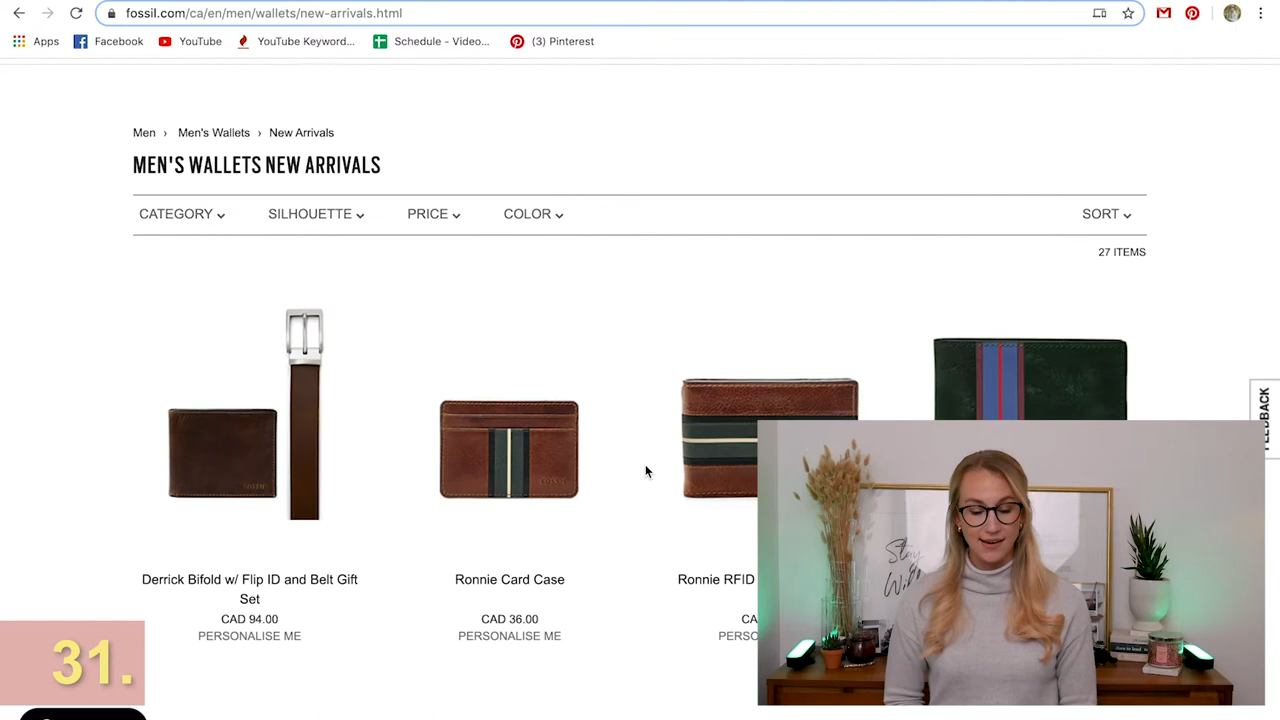 fossil.com/ca/en/men/wallets/new-arrivals.html
Apps Facebook YouTube YouTube Keyword... Schedule - Video... (3) Pinterest
Men › Men's Wallets › New Arrivals
MEN'S WALLETS NEW ARRIVALS
CATEGORY SILHOUETTE PRICE COLOR SORT
27 ITEMS
FEEDBACK
Derrick Bifold w/ Flip ID and Belt Gift
Set
CAD 94.00
PERSONALISE ME
Ronnie Card Case
CAD 36.00
PERSONALISE ME
Ronnie RFID
CA
PERSO
Stay
31.